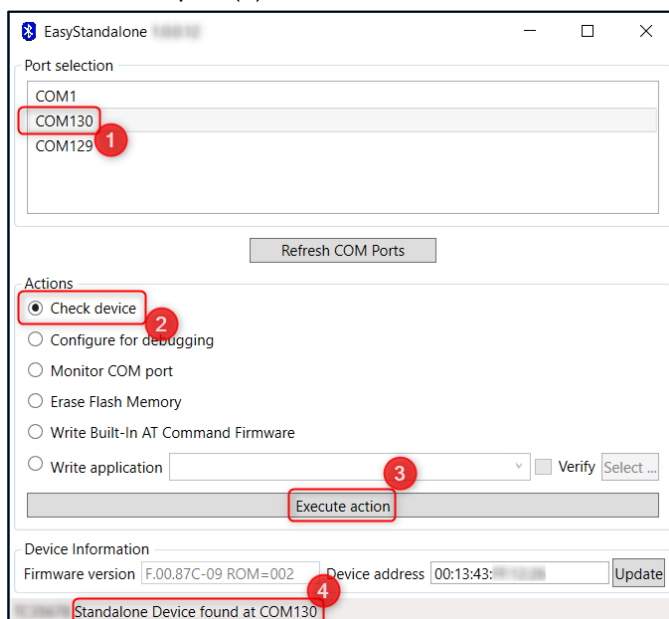 EasyStandalone
Port selection
COM1
COM130
1
COM129
Refresh COM Ports
Actions
Check device
2
Configure for debugging
Monitor COM port
Erase Flash Memory
Write Built-In AT Command Firmware
Write application Verify Select ...
3
Execute action
Device Information
Firmware version F.00.87C-09 ROM=002 Device address 00:13:43: Update
4
Standalone Device found at COM130